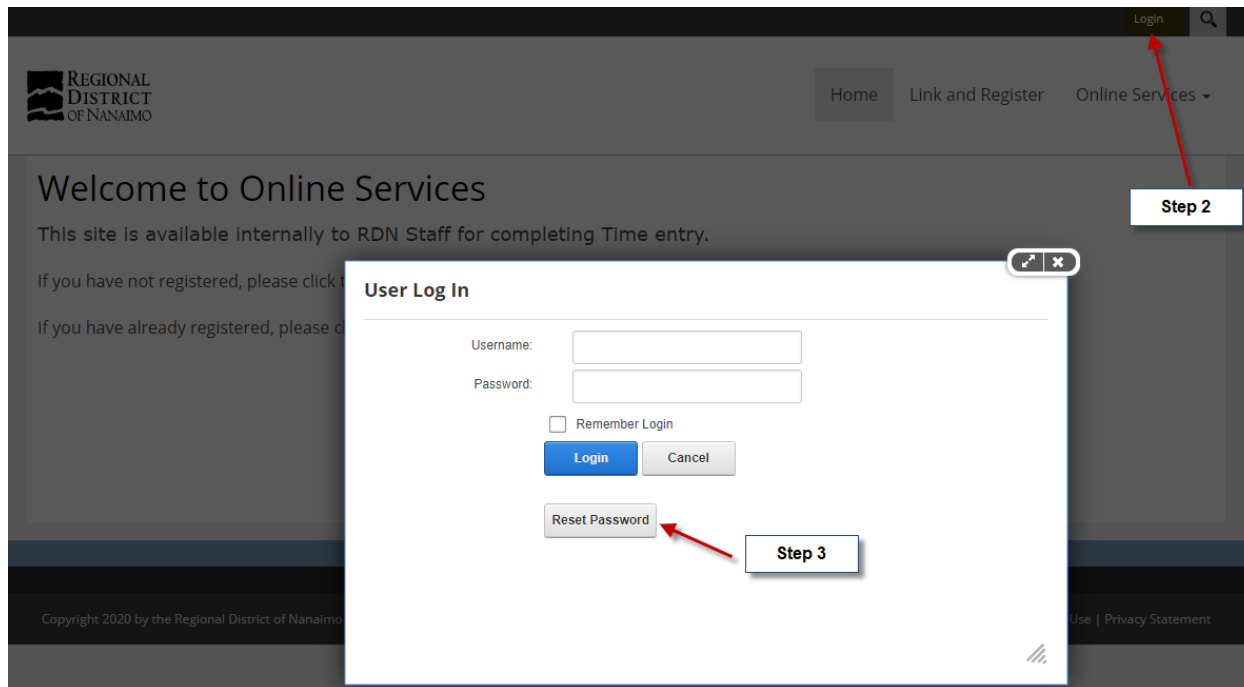 Login
REGIONAL
DISTRICT
OF NANAIMO
Home Link and Register Online Services
Step 2
Welcome to Online Services
This site is available internally to RDN Staff for completing Time entry.
If you have not registered, please click
If you have already registered, please
User Log In
Username:
Password:
Remember Login
Login Cancel
Reset Password
Step 3
Copyright 2020 by the Regional District of Nanaimo
Use | Privacy Statement